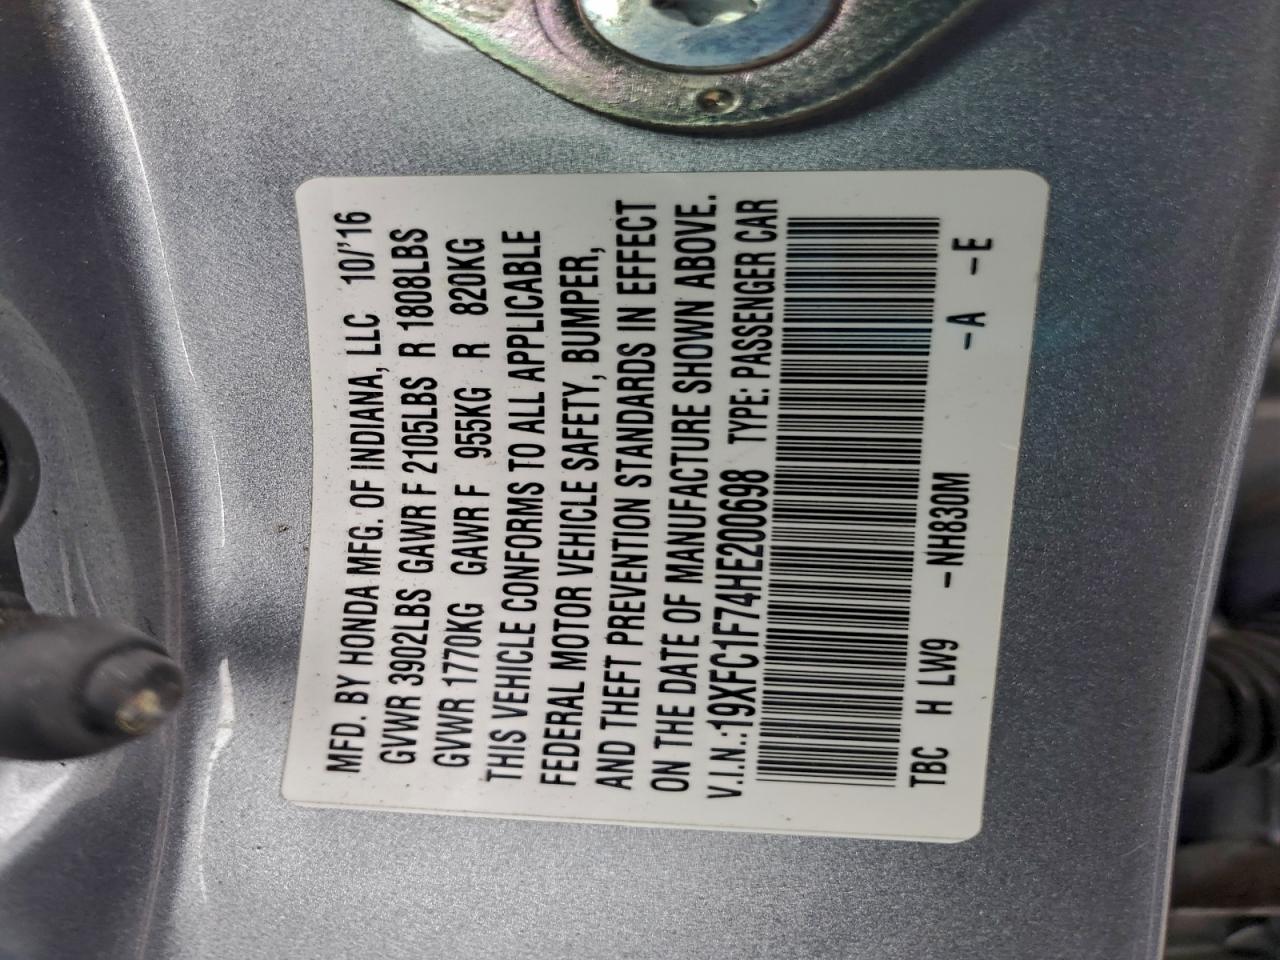 MFD. BY HONDA MFG. OF INDIANA, LLC 10/'16
GVWR 3902LBS GAWR F 2105LBS R 1808LBS
GVWR 1770KG GAWR F 955KG R 820KG
THIS VEHICLE CONFORMS TO ALL APPLICABLE
FEDERAL MOTOR VEHICLE SAFETY, BUMPER,
AND THEFT PREVENTION STANDARDS IN EFFECT
ON THE DATE OF MANUFACTURE SHOWN ABOVE.
V.I.N.:19XFC1F74HE200698 TYPE: PASSENGER CAR
TBC H LW9 -NH830M -A -E